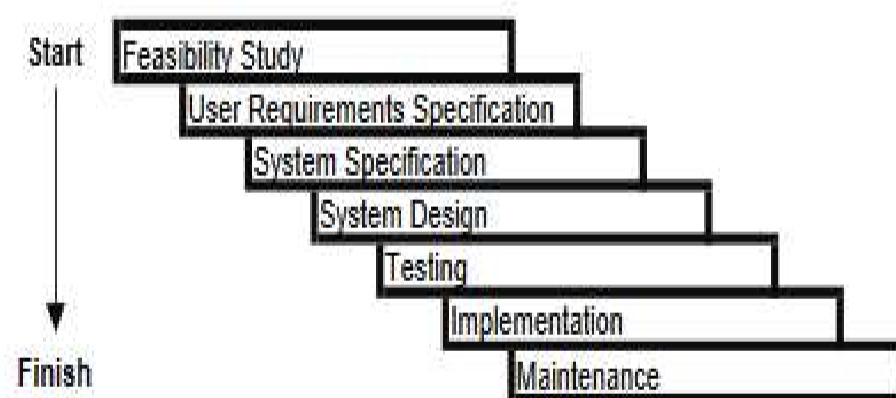 Start
Feasibility Study
User Requirements Specification
System Specification
System Design
Testing
Implementation
Finish
Maintenance